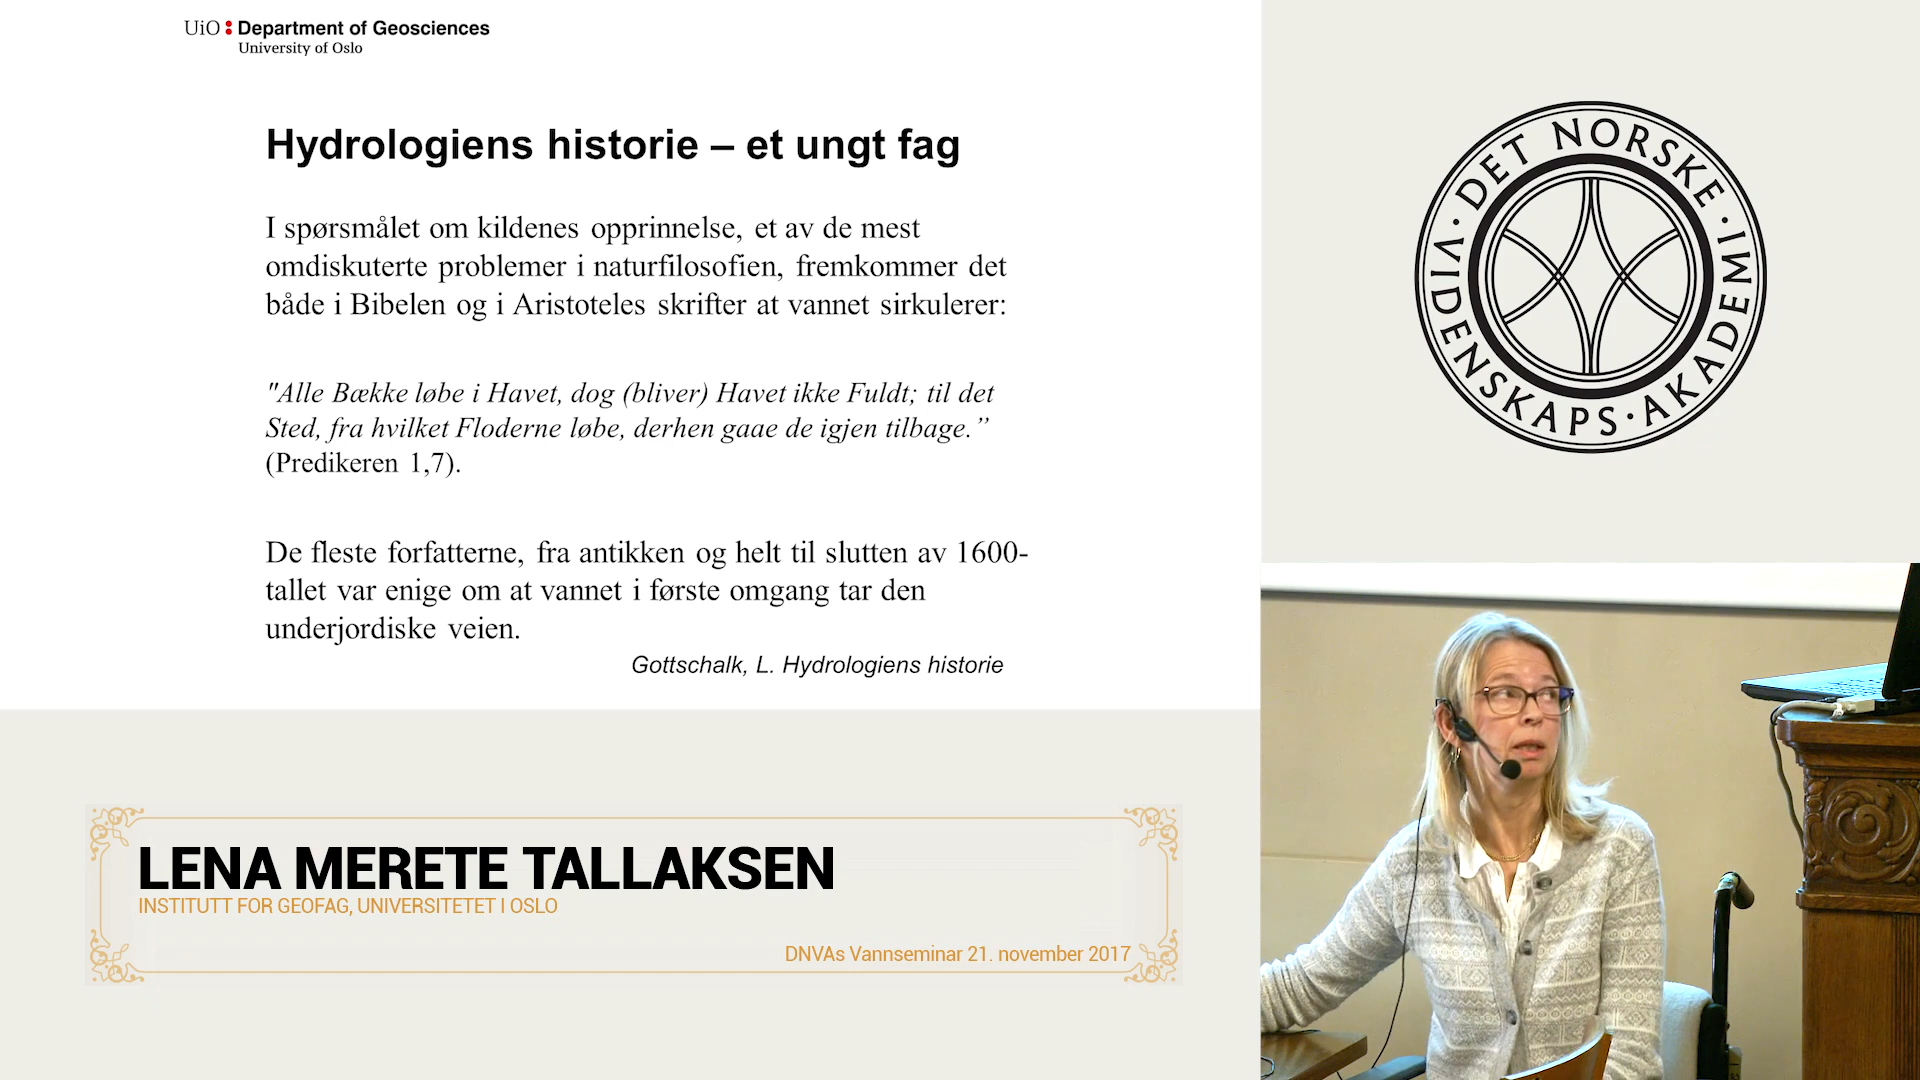 UiO : Department of Geosciences
University of Oslo
Hydrologiens historie – et ungt fag
I spørsmålet om kildenes opprinnelse, et av de mest
omdiskuterte problemer i naturfilosofien, fremkommer det
både i Bibelen og i Aristoteles skrifter at vannet sirkulerer:
"Alle Bække løbe i Havet, dog (bliver) Havet ikke Fuldt; til det
Sted, fra hvilket Floderne løbe, derhen gaae de igjen tilbage.”
(Predikeren 1,7).
De fleste forfatterne, fra antikken og helt til slutten av 1600-
tallet var enige om at vannet i første omgang tar den
underjordiske veien.
Gottschalk, L. Hydrologiens historie
DET NORSKE · VIDENSKAPS · AKADEMI ·
LENA MERETE TALLAKSEN
INSTITUTT FOR GEOFAG, UNIVERSITETET I OSLO
DNVAs Vannseminar 21. november 2017